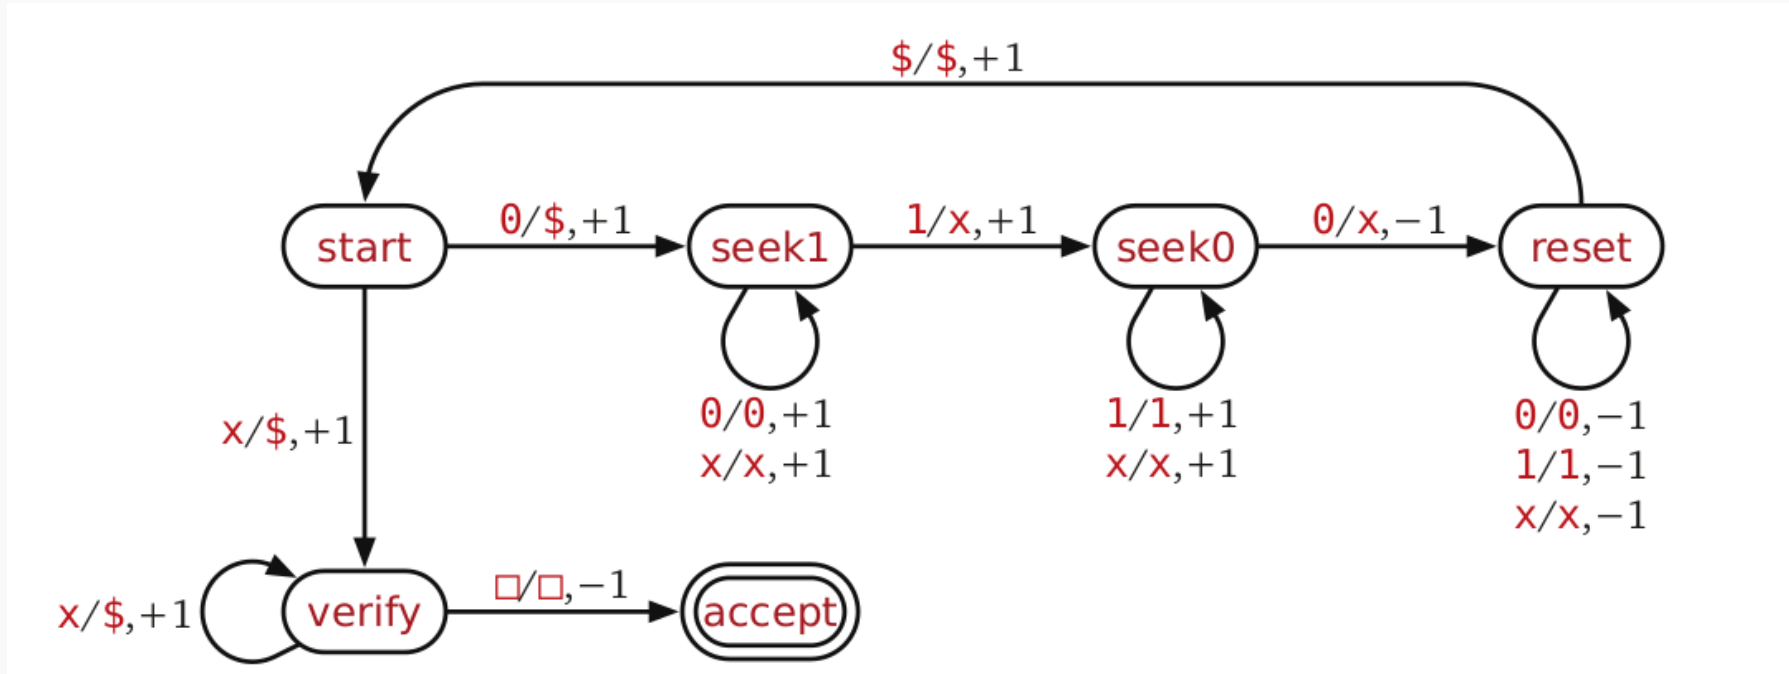 $/$,+1
start
0/$,+1
seek1
1/x,+1
seek0
0/x,−1
reset
0/0,+1
x/x,+1
1/1,+1
x/x,+1
0/0,−1
1/1,−1
x/x,−1
x/$,+1
x/$,+1
verify
□/□,−1
accept